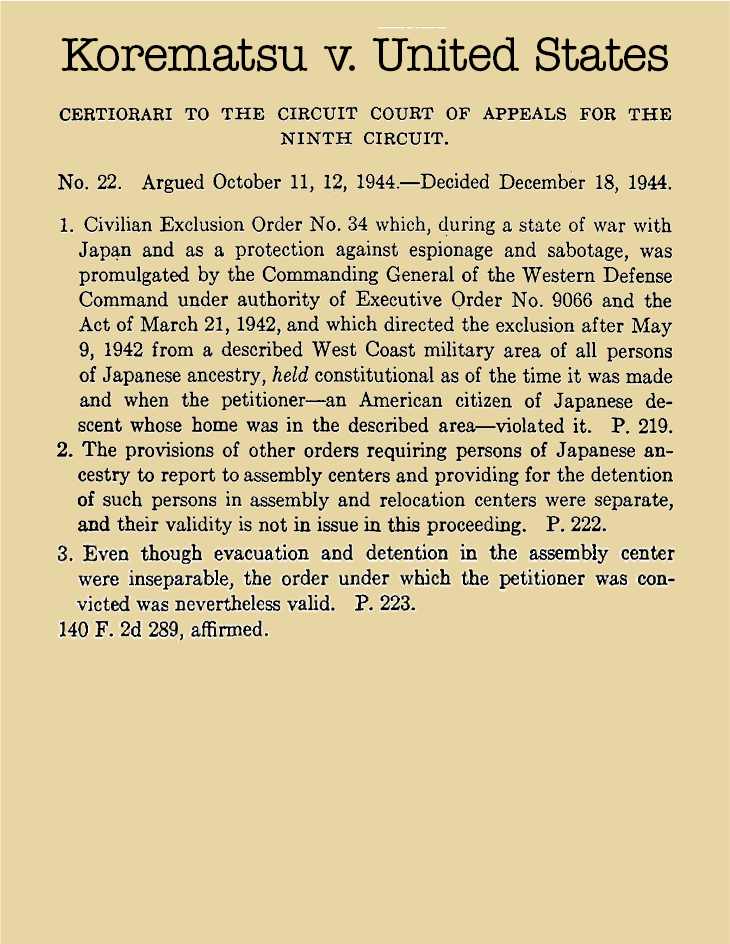 Korematsu v. United States
CERTIORARI TO THE CIRCUIT COURT OF APPEALS FOR THE
NINTH CIRCUIT.
No. 22. Argued October 11, 12, 1944.—Decided December 18, 1944.
1. Civilian Exclusion Order No. 34 which, during a state of war with
Japan and as a protection against espionage and sabotage, was
promulgated by the Commanding General of the Western Defense
Command under authority of Executive Order No. 9066 and the
Act of March 21, 1942, and which directed the exclusion after May
9, 1942 from a described West Coast military area of all persons
of Japanese ancestry, held constitutional as of the time it was made
and when the petitioner—an American citizen of Japanese de-
scent whose home was in the described area—violated it. P. 219.
2. The provisions of other orders requiring persons of Japanese an-
cestry to report to assembly centers and providing for the detention
of such persons in assembly and relocation centers were separate,
and their validity is not in issue in this proceeding. P. 222.
3. Even though evacuation and detention in the assembly center
were inseparable, the order under which the petitioner was con-
victed was nevertheless valid. P. 223.
140 F. 2d 289, affirmed.